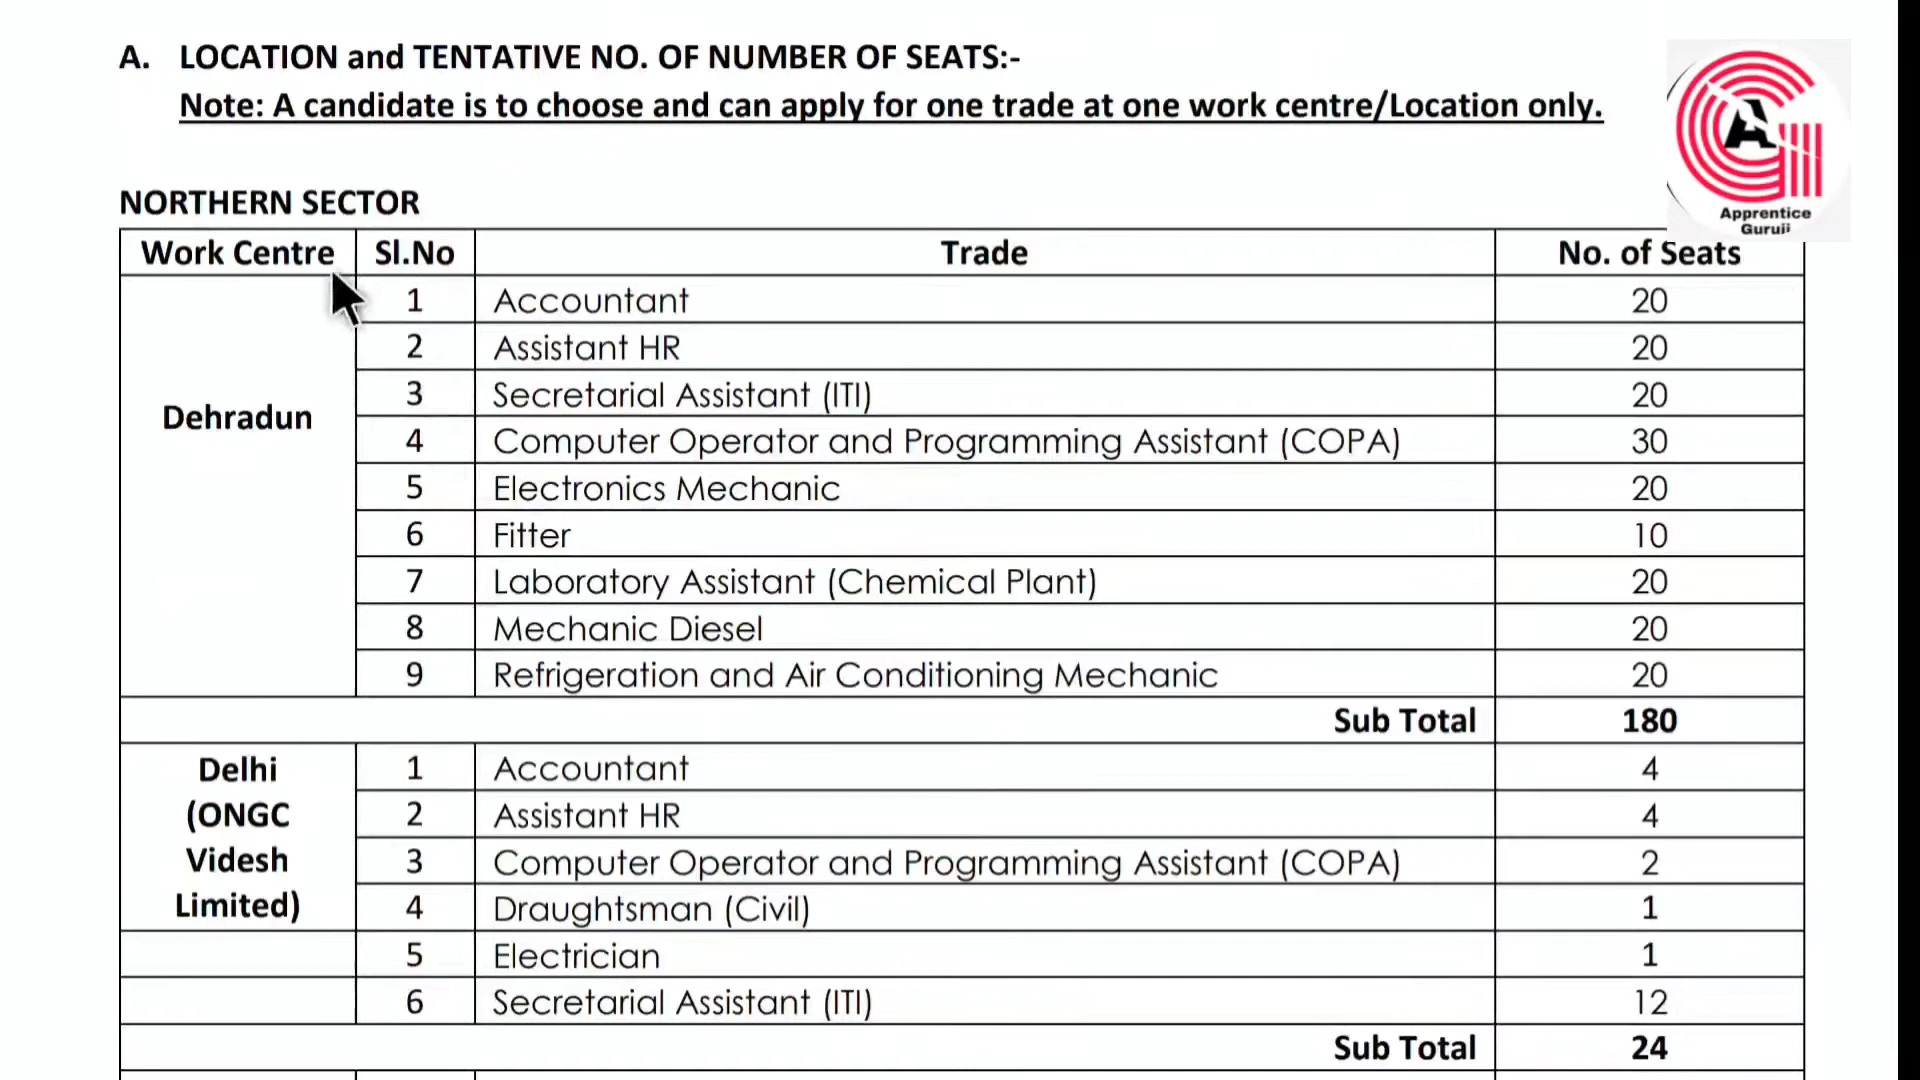 A. LOCATION and TENTATIVE NO. OF NUMBER OF SEATS:-
Note: A candidate is to choose and can apply for one trade at one work centre/Location only.
Apprentice
Guruji
NORTHERN SECTOR
Work Centre Sl.No Trade No. of Seats
Dehradun
1 Accountant 20
2 Assistant HR 20
3 Secretarial Assistant (ITI) 20
4 Computer Operator and Programming Assistant (COPA) 30
5 Electronics Mechanic 20
6 Fitter 10
7 Laboratory Assistant (Chemical Plant) 20
8 Mechanic Diesel 20
9 Refrigeration and Air Conditioning Mechanic 20
Sub Total 180
Delhi
(ONGC
Videsh
Limited)
1 Accountant 4
2 Assistant HR 4
3 Computer Operator and Programming Assistant (COPA) 2
4 Draughtsman (Civil) 1
5 Electrician 1
6 Secretarial Assistant (ITI) 12
Sub Total 24